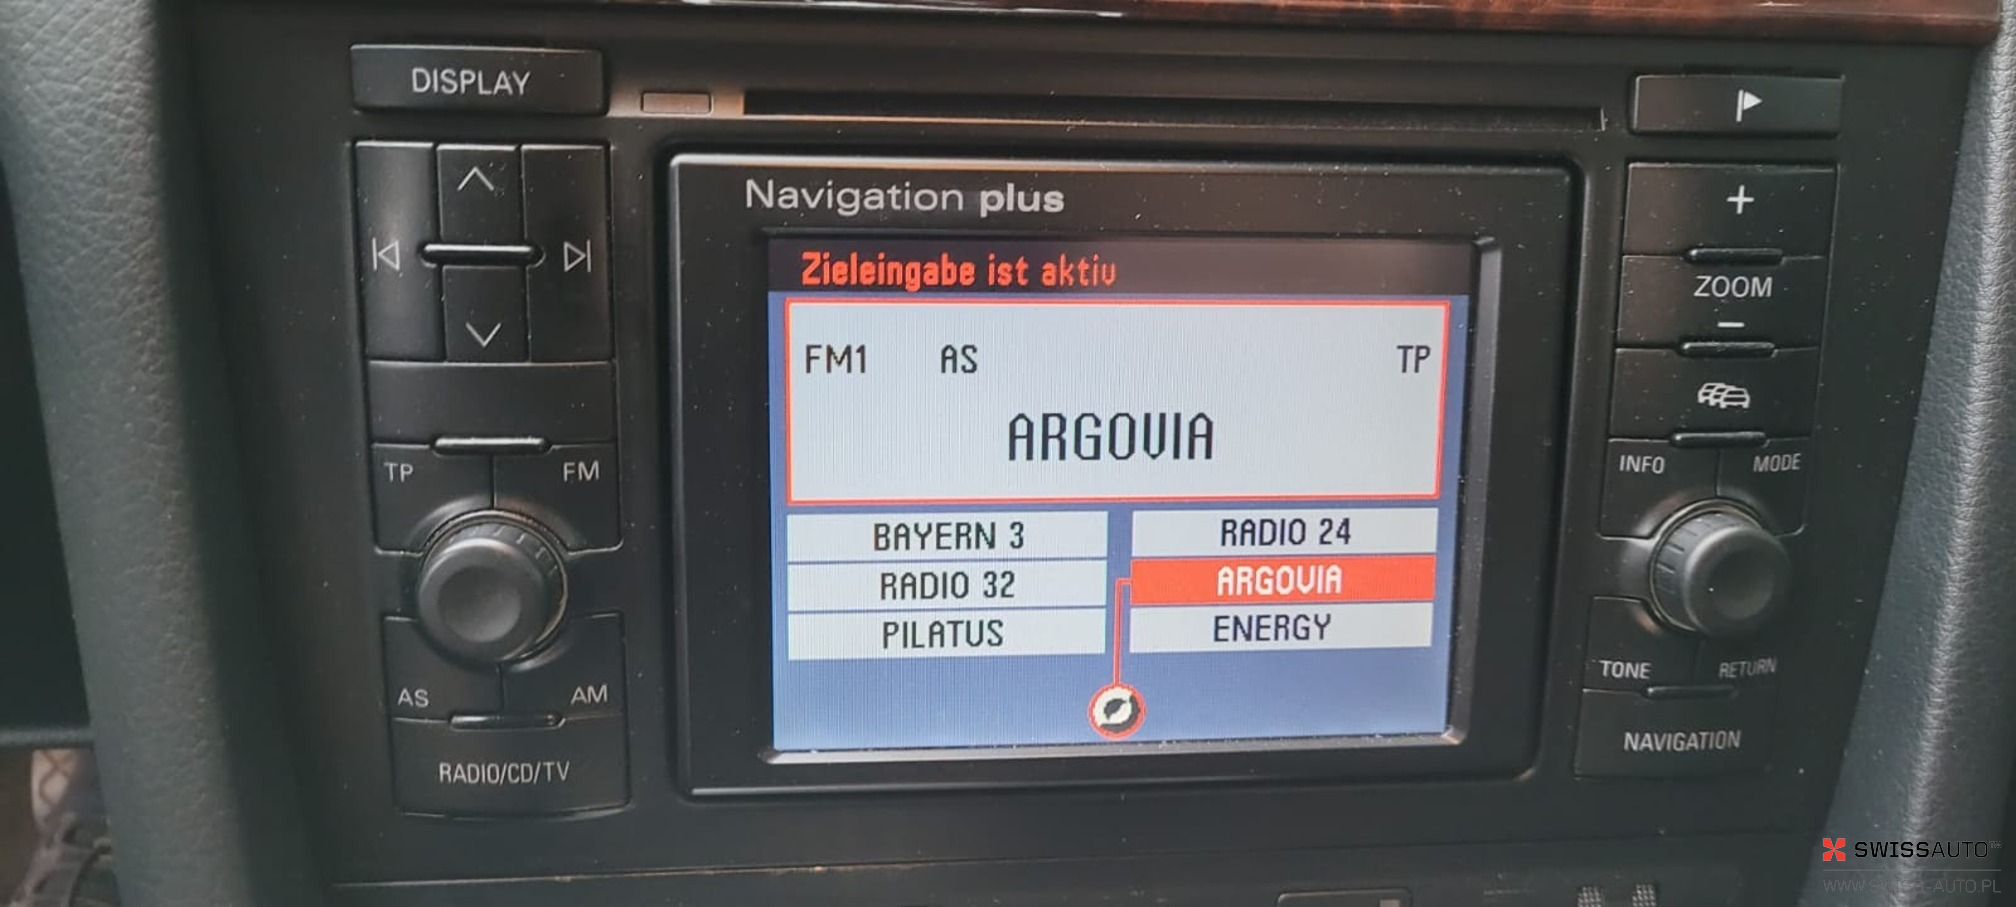 DISPLAY
Navigation plus
Zieleingabe ist aktiv
FM1 AS TP
ARGOVIA
BAYERN 3 RADIO 24
RADIO 32 ARGOVIA
PILATUS ENERGY
TP FM
AS AM
RADIO/CD/TV
+
ZOOM
−
INFO MODE
TONE RETURN
NAVIGATION
SWISSAUTO